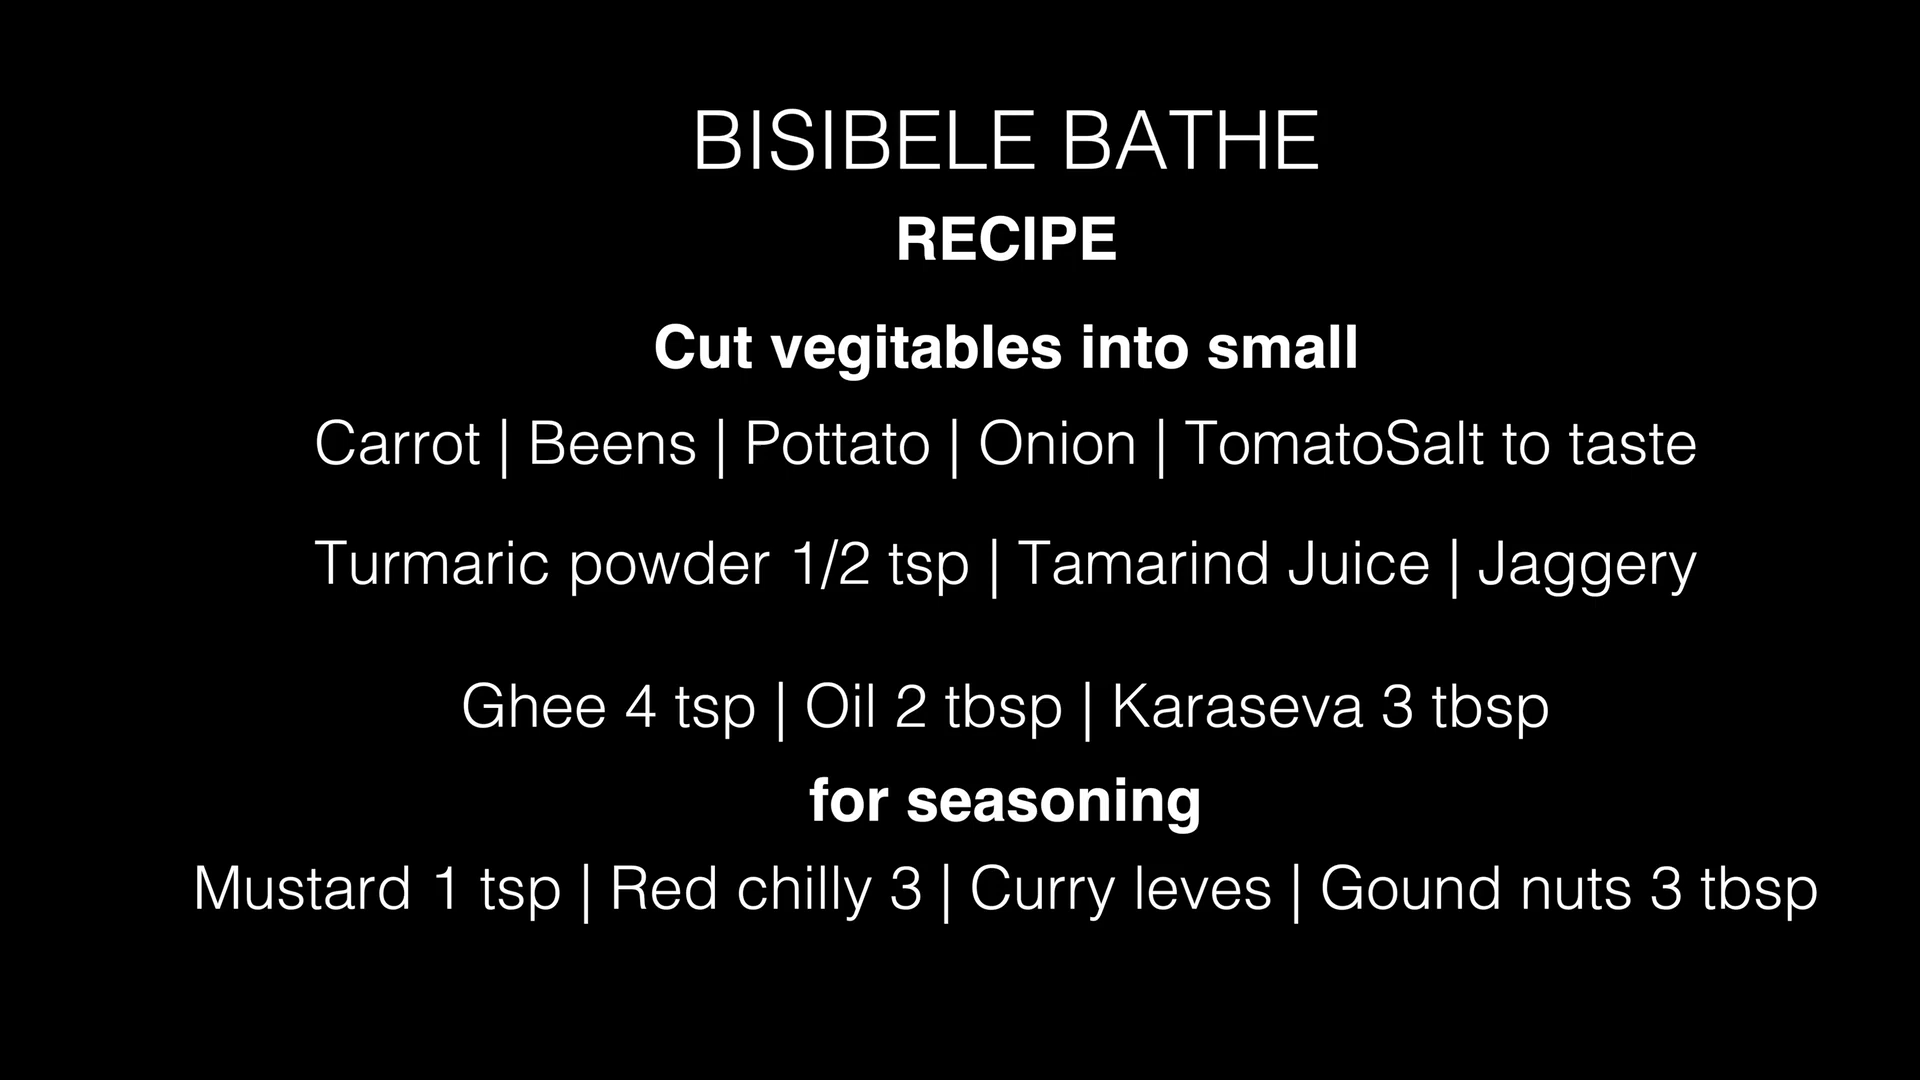 BISIBELE BATHE
RECIPE
Cut vegitables into small
Carrot | Beens | Pottato | Onion | TomatoSalt to taste
Turmaric powder 1/2 tsp | Tamarind Juice | Jaggery
Ghee 4 tsp | Oil 2 tbsp | Karaseva 3 tbsp
for seasoning
Mustard 1 tsp | Red chilly 3 | Curry leves | Gound nuts 3 tbsp